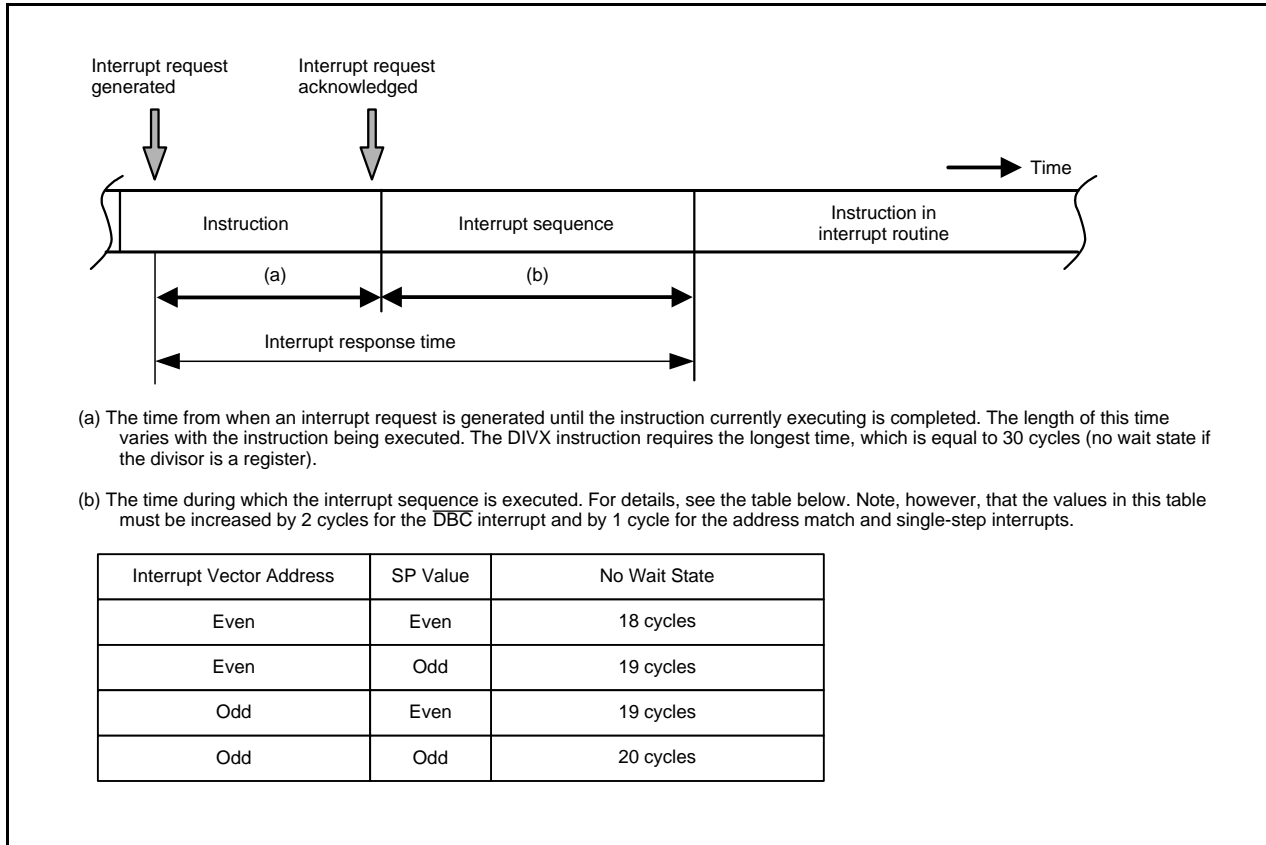 Interrupt request
generated
Interrupt request
acknowledged
Time
Instruction
Interrupt sequence
Instruction in
interrupt routine
(a)
(b)
Interrupt response time
(a) The time from when an interrupt request is generated until the instruction currently executing is completed. The length of this time
varies with the instruction being executed. The DIVX instruction requires the longest time, which is equal to 30 cycles (no wait state if
the divisor is a register).
(b) The time during which the interrupt sequence is executed. For details, see the table below. Note, however, that the values in this table
must be increased by 2 cycles for the DBC interrupt and by 1 cycle for the address match and single-step interrupts.
Interrupt Vector Address SP Value No Wait State
Even Even 18 cycles
Even Odd 19 cycles
Odd Even 19 cycles
Odd Odd 20 cycles